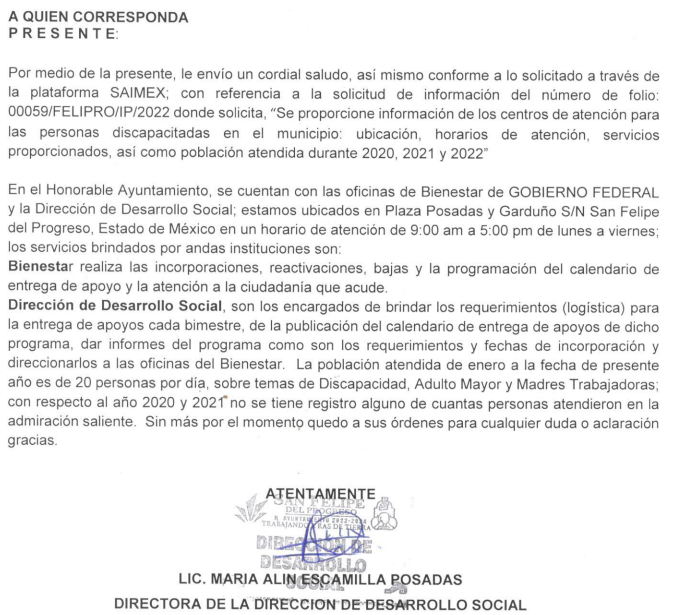 A QUIEN CORRESPONDA
P R E S E N T E:
Por medio de la presente, le envío un cordial saludo, así mismo conforme a lo solicitado a través de
la plataforma SAIMEX; con referencia a la solicitud de información del número de folio:
00059/FELIPRO/IP/2022 donde solicita, “Se proporcione información de los centros de atención para
las personas discapacitadas en el municipio: ubicación, horarios de atención, servicios
proporcionados, así como población atendida durante 2020, 2021 y 2022”
En el Honorable Ayuntamiento, se cuentan con las oficinas de Bienestar de GOBIERNO FEDERAL
y la Dirección de Desarrollo Social; estamos ubicados en Plaza Posadas y Garduño S/N San Felipe
del Progreso, Estado de México en un horario de atención de 9:00 am a 5:00 pm de lunes a viernes;
los servicios brindados por andas instituciones son:
Bienestar realiza las incorporaciones, reactivaciones, bajas y la programación del calendario de
entrega de apoyo y la atención a la ciudadanía que acude.
Dirección de Desarrollo Social, son los encargados de brindar los requerimientos (logística) para
la entrega de apoyos cada bimestre, de la publicación del calendario de entrega de apoyos de dicho
programa, dar informes del programa como son los requerimientos y fechas de incorporación y
direccionarlos a las oficinas del Bienestar. La población atendida de enero a la fecha de presente
año es de 20 personas por día, sobre temas de Discapacidad, Adulto Mayor y Madres Trabajadoras;
con respecto al año 2020 y 2021 no se tiene registro alguno de cuantas personas atendieron en la
admiración saliente. Sin más por el momento quedo a sus órdenes para cualquier duda o aclaración
gracias.
ATENTAMENTE
SAN FELIPE
DEL PROGRESO
H. AYUNTAMIENTO 2022-2024
TRABAJANDO TRAS DE TIERRA
DIRECCIÓN DE
DESARROLLO
SOCIAL
LIC. MARIA ALIN ESCAMILLA POSADAS
DIRECTORA DE LA DIRECCION DE DESARROLLO SOCIAL